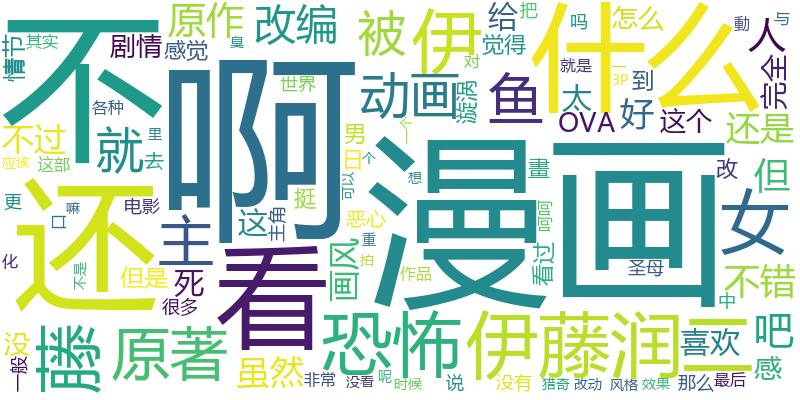 不
啊
漫画
什么
还
看
女
伊藤润二
恐怖
原著
藤
就
主
鱼
动画
伊
被
改编
原作
给
把
吗
怎么
動
与
情节
其实
臭
剧情
感觉
觉得
对
就是
一
3P
世界
各种
里
不过
去
应该
这部
漩涡
太
到
好
人
完全
OVA
这个
还是
男
日
个
个
可以
想
畫
改
但
更
口
嘛
电影
这
主角
挺
恶心
画风
看过
呵呵
圣母
不错
中
化
不是
但是
死
重
拍
作品
很多
没
一般
虽然
非常
没看
呢
时候
说
没有
猎奇
改动
风格
效果
那么
喜欢
最后
吧
感